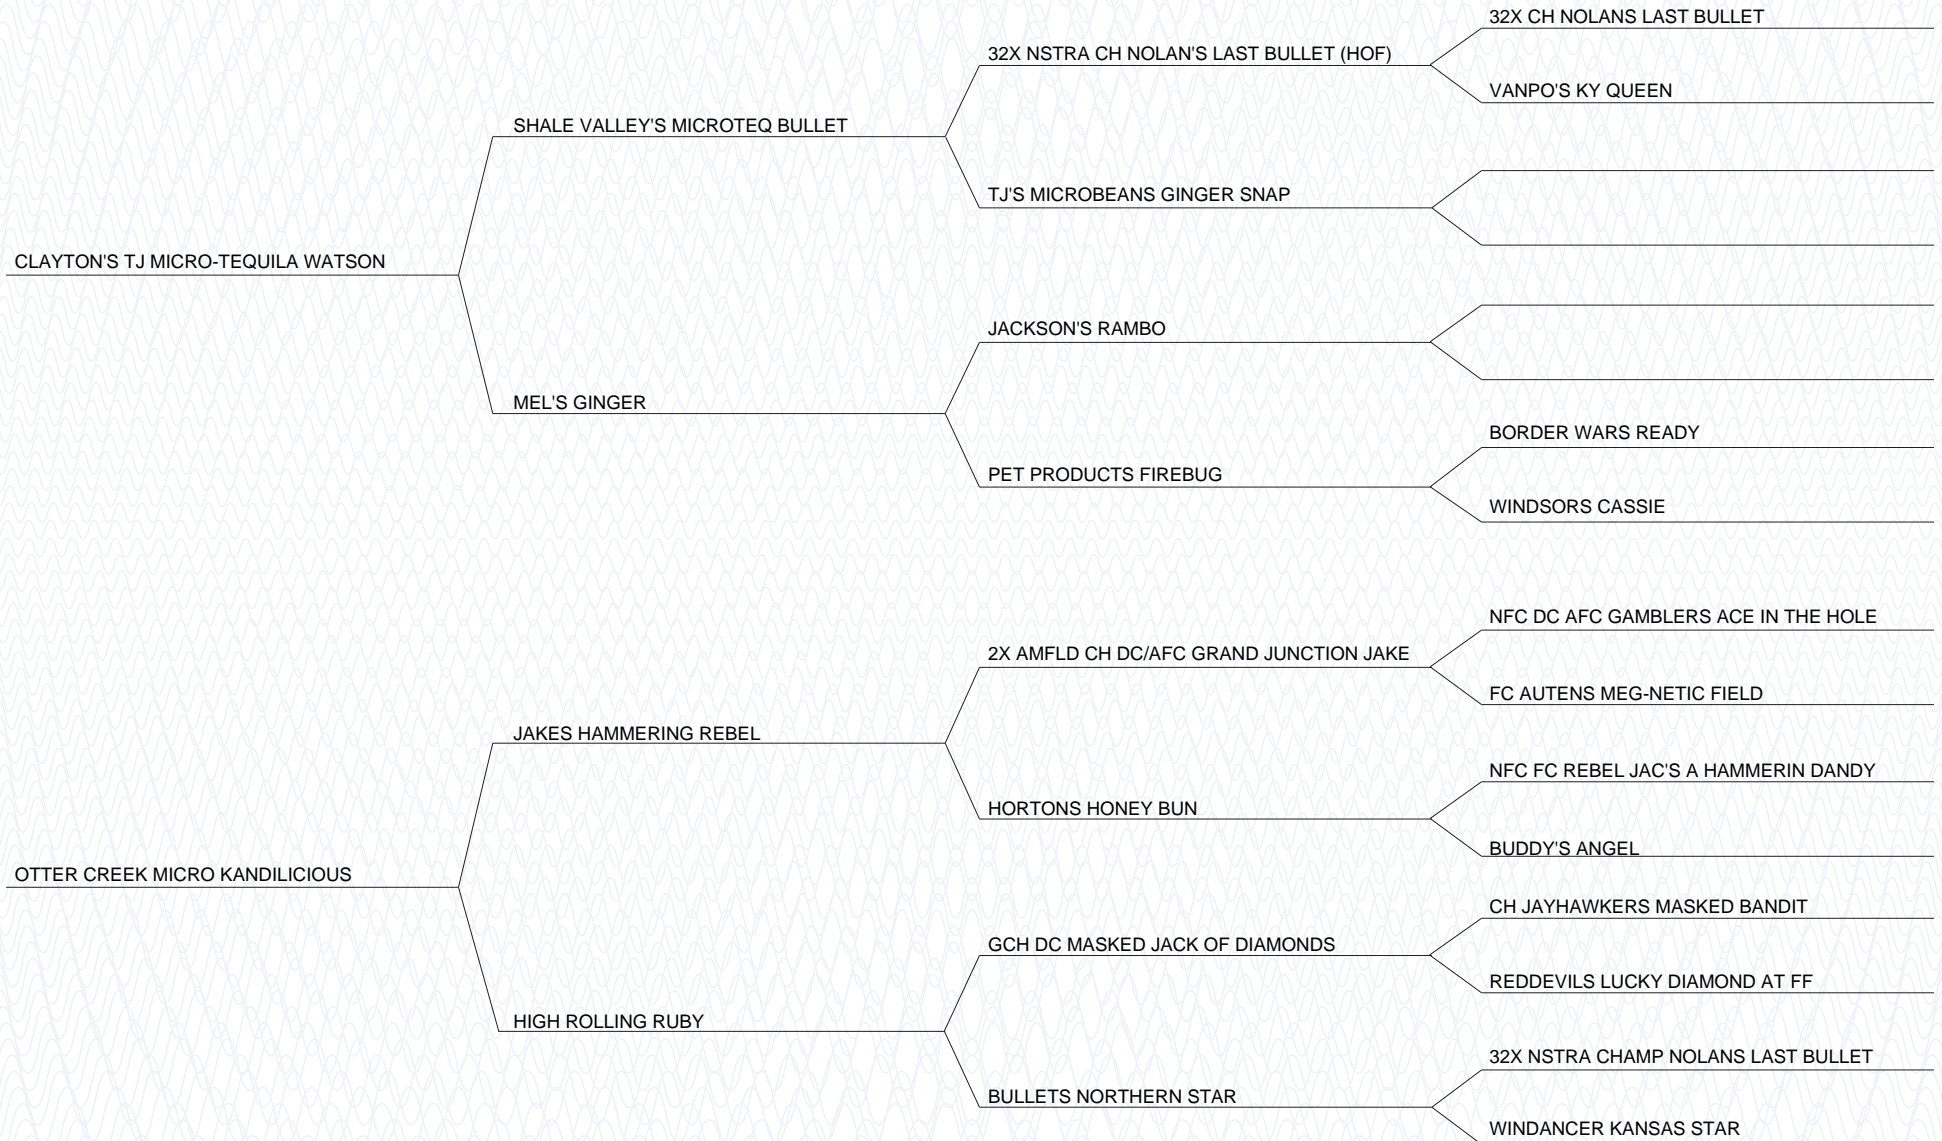 32X CH NOLANS LAST BULLET
32X NSTRA CH NOLAN'S LAST BULLET (HOF)
VANPO'S KY QUEEN
SHALE VALLEY'S MICROTEQ BULLET
TJ'S MICROBEANS GINGER SNAP
CLAYTON'S TJ MICRO-TEQUILA WATSON
JACKSON'S RAMBO
MEL'S GINGER
BORDER WARS READY
PET PRODUCTS FIREBUG
WINDSORS CASSIE
NFC DC AFC GAMBLERS ACE IN THE HOLE
2X AMFLD CH DC/AFC GRAND JUNCTION JAKE
FC AUTENS MEG-NETIC FIELD
JAKES HAMMERING REBEL
NFC FC REBEL JAC'S A HAMMERIN DANDY
HORTONS HONEY BUN
BUDDY'S ANGEL
OTTER CREEK MICRO KANDILICIOUS
CH JAYHAWKERS MASKED BANDIT
GCH DC MASKED JACK OF DIAMONDS
REDDEVILS LUCKY DIAMOND AT FF
HIGH ROLLING RUBY
32X NSTRA CHAMP NOLANS LAST BULLET
BULLETS NORTHERN STAR
WINDANCER KANSAS STAR